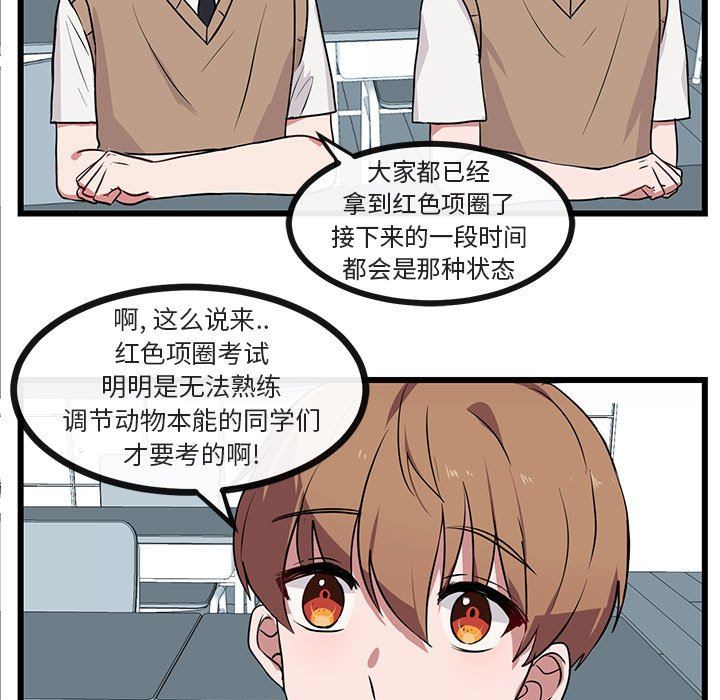 大家都已经
拿到红色项圈了
接下来的一段时间
都会是那种状态
啊, 这么说来..
红色项圈考试
明明是无法熟练
调节动物本能的同学们
才要考的啊!